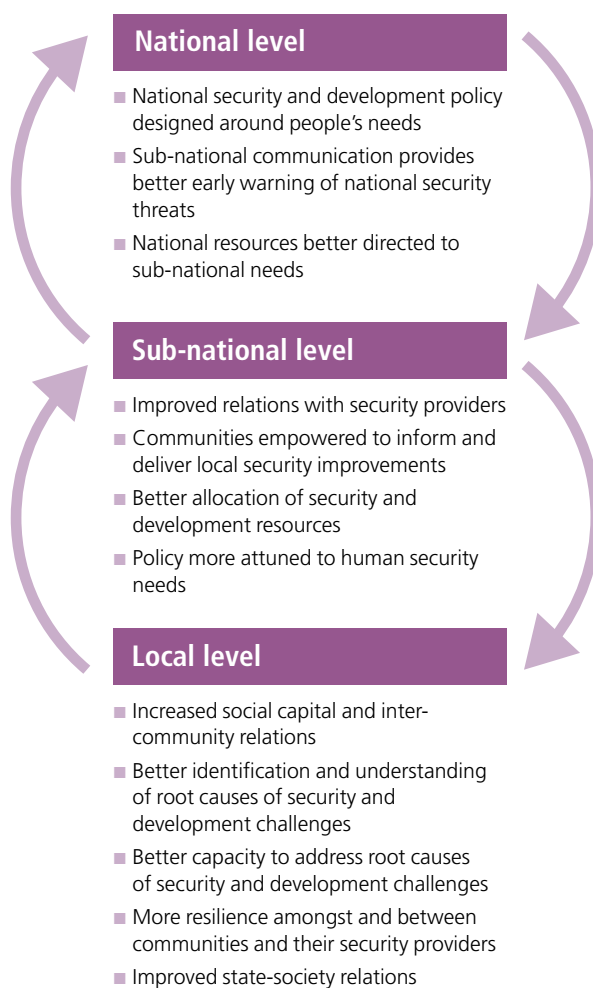 National level
■ National security and development policy
designed around people's needs
■ Sub-national communication provides
better early warning of national security
threats
■ National resources better directed to
sub-national needs
Sub-national level
■ Improved relations with security providers
■ Communities empowered to inform and
deliver local security improvements
■ Better allocation of security and
development resources
■ Policy more attuned to human security
needs
Local level
■ Increased social capital and inter-
community relations
■ Better identification and understanding
of root causes of security and
development challenges
■ Better capacity to address root causes
of security and development challenges
■ More resilience amongst and between
communities and their security providers
■ Improved state-society relations